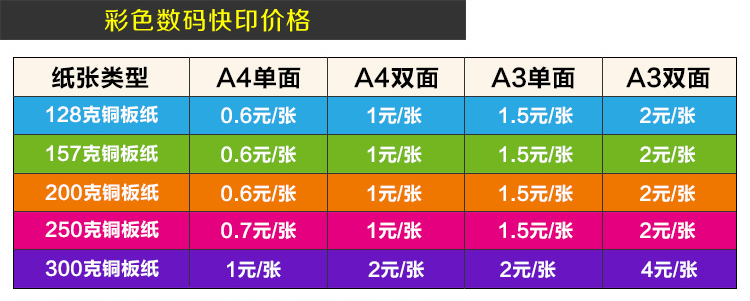 彩色数码快印价格
纸张类型 A4单面 A4双面 A3单面 A3双面
128克铜板纸 0.6元/张 1元/张 1.5元/张 2元/张
157克铜板纸 0.6元/张 1元/张 1.5元/张 2元/张
200克铜板纸 0.6元/张 1元/张 1.5元/张 2元/张
250克铜板纸 0.7元/张 1元/张 1.5元/张 2元/张
300克铜板纸 1元/张 2元/张 2元/张 4元/张